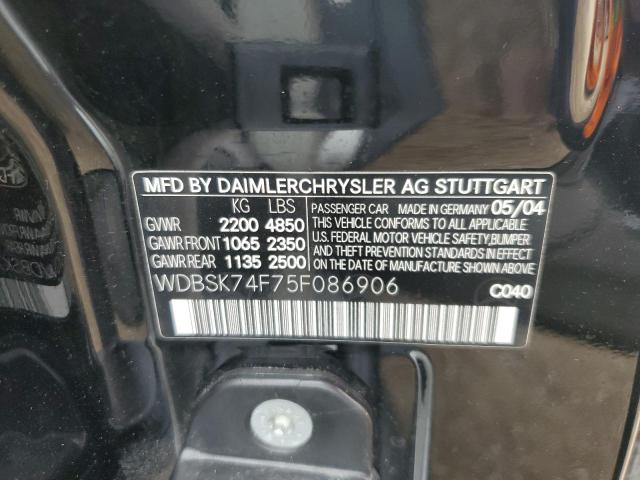 MFD BY DAIMLERCHRYSLER AG STUTTGART
KG LBS
GVWR 2200 4850
GAWR.FRONT 1065 2350
GAWR.REAR 1135 2500
PASSENGER CAR MADE IN GERMANY 05/04
THIS VEHICLE CONFORMS TO ALL APPLICABLE
U.S. FEDERAL MOTOR VEHICLE SAFETY,BUMPER
AND THEFT PREVENTION STANDARDS IN EFFECT
ON THE DATE OF MANUFACTURE SHOWN ABOVE.
WDBSK74F75F086906
C040